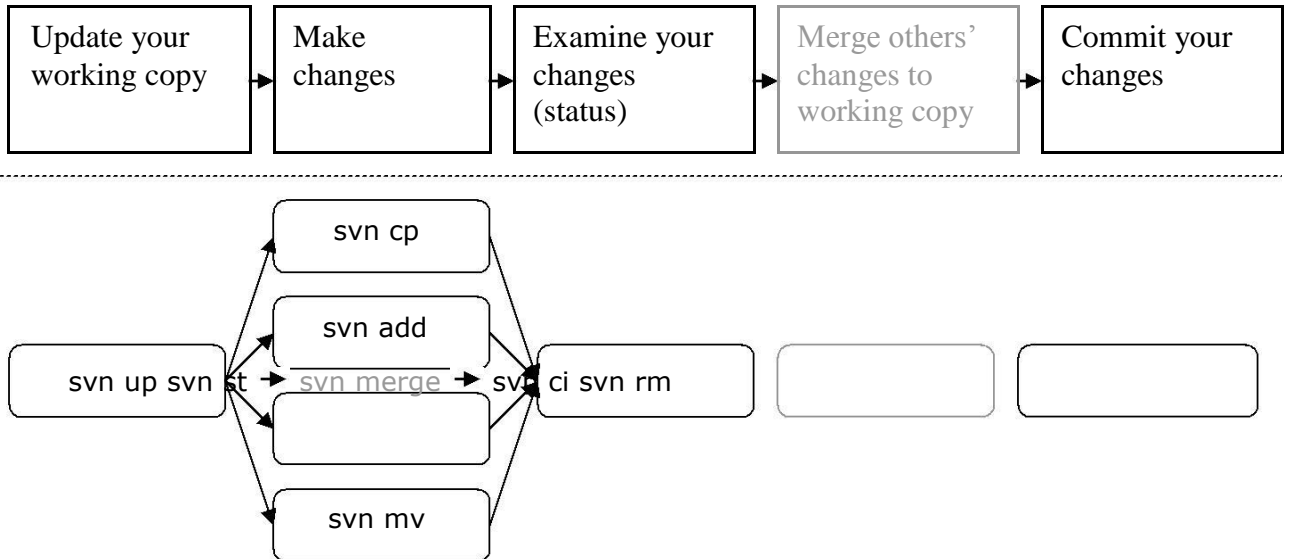 Update your
working copy
Make
changes
Examine your
changes
(status)
Merge others’
changes to
working copy
Commit your
changes
svn cp
svn add
svn up svn st svn merge svn ci svn rm
svn mv